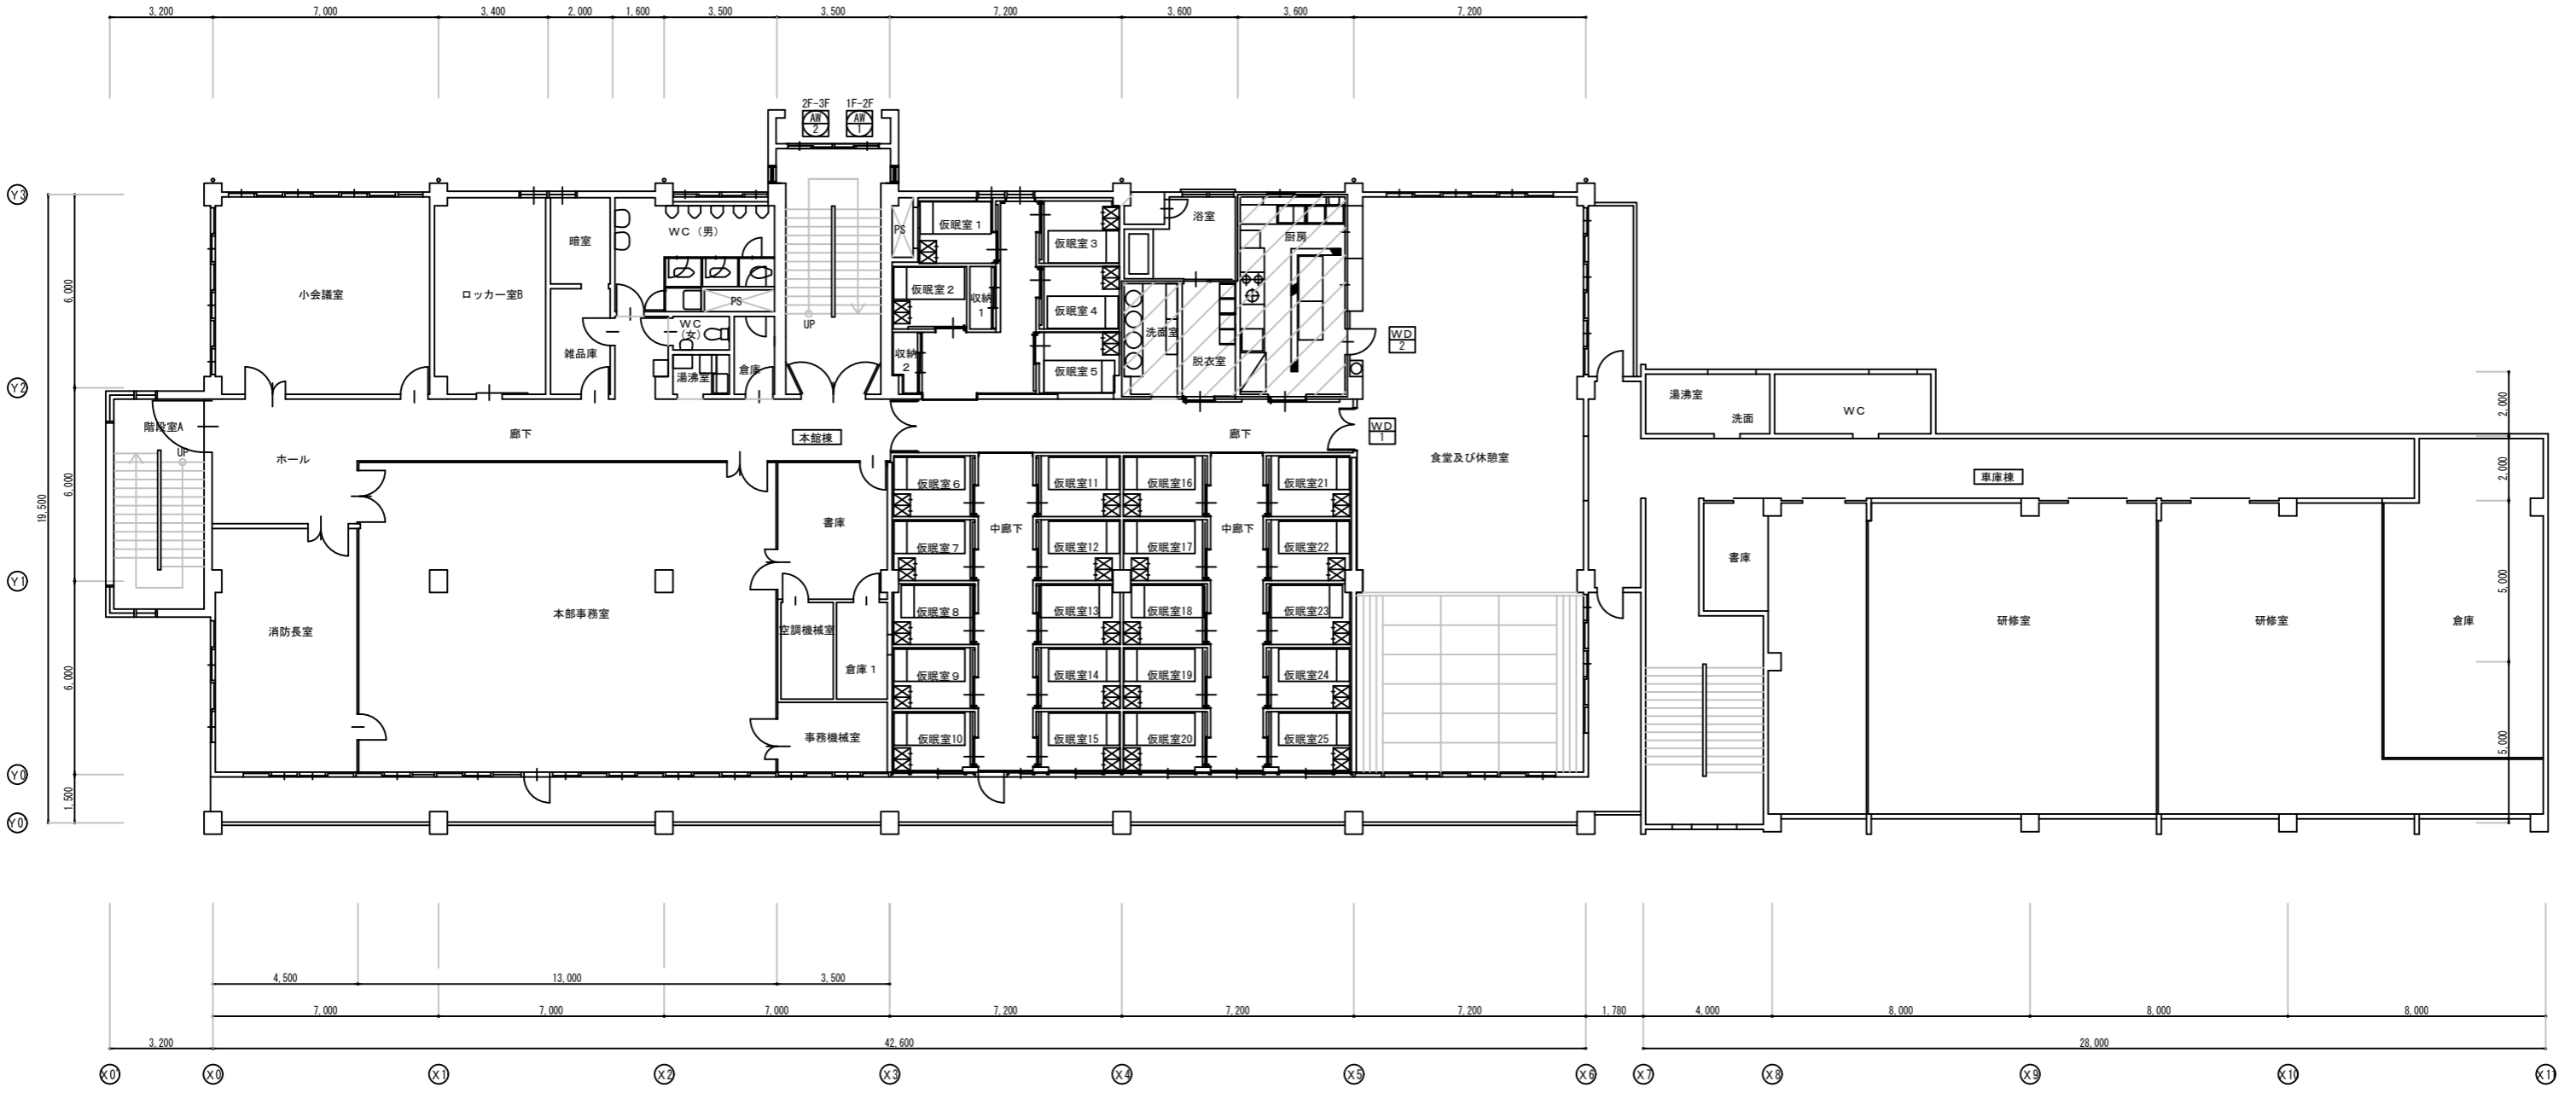 3,200 7,000 3,400 2,000 1,600 3,500 3,500 7,200 3,600 3,600 7,200
2F-3F 1F-2F
AW
2
AW
1
Y3
Y2
Y1
Y0
Y0'
6,000
6,000
6,000
1,500
19,500
小会議室
ロッカー室B
暗室
雑品庫
WC（男）
PS
WC
（女）
湯沸室
倉庫
UP
PS
仮眠室１
仮眠室２
収納
1
収納
2
仮眠室３
仮眠室４
仮眠室５
浴室
洗面室
脱衣室
厨房
WD
2
WD
1
階段室A
UP
ホール
廊下
本館棟
廊下
食堂及び休憩室
湯沸室
洗面
WC
車庫棟
2,000
2,000
5,000
5,000
消防長室
本部事務室
書庫
空調機械室
倉庫１
事務機械室
仮眠室６
仮眠室７
仮眠室８
仮眠室９
仮眠室10
中廊下
仮眠室11
仮眠室12
仮眠室13
仮眠室14
仮眠室15
仮眠室16
仮眠室17
仮眠室18
仮眠室19
仮眠室20
中廊下
仮眠室21
仮眠室22
仮眠室23
仮眠室24
仮眠室25
書庫
研修室
研修室
倉庫
4,500 13,000 3,500
7,000 7,000 7,000 7,200 7,200 7,200 1,780 4,000 8,000 8,000 8,000
3,200 42,600 28,000
X0' X0 X1 X2 X3 X4 X5 X6 X7 X8 X9 X10 X11